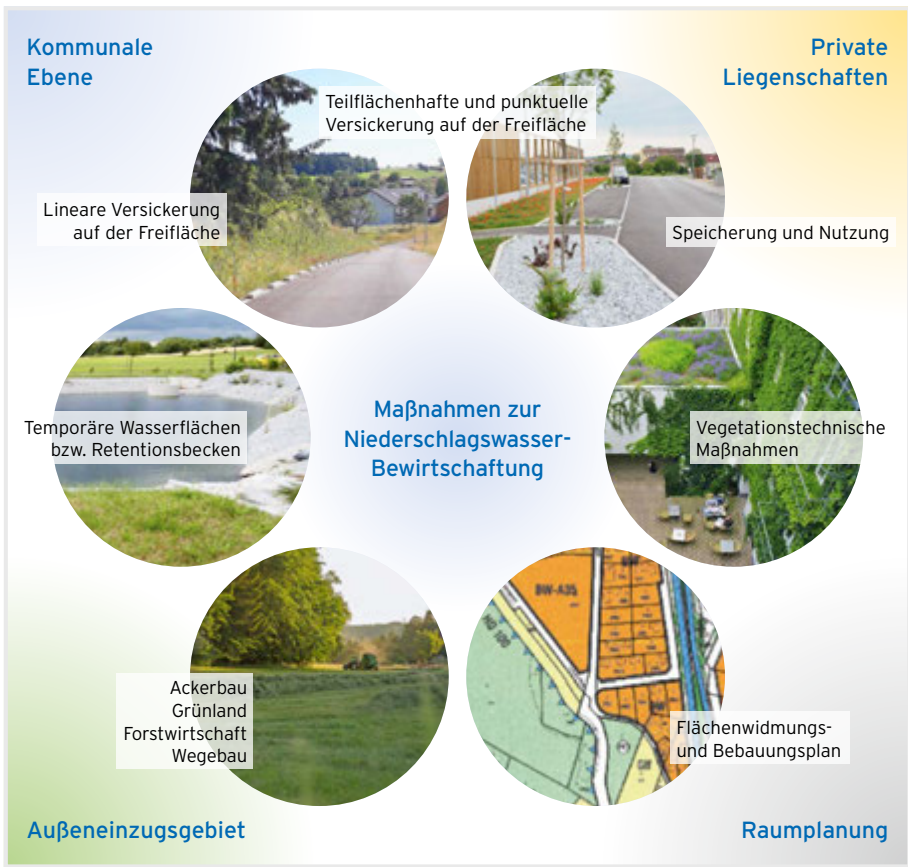 Kommunale
Ebene
Private
Liegenschaften
Teilflächenhafte und punktuelle
Versickerung auf der Freifläche
Lineare Versickerung
auf der Freifläche
Speicherung und Nutzung
Maßnahmen zur
Niederschlagswasser-
Bewirtschaftung
Temporäre Wasserflächen
bzw. Retentionsbecken
Vegetationstechnische
Maßnahmen
BW-A35
Ackerbau
Grünland
Forstwirtschaft
Wegebau
Flächenwidmungs-
und Bebauungsplan
Außeneinzugsgebiet
Raumplanung